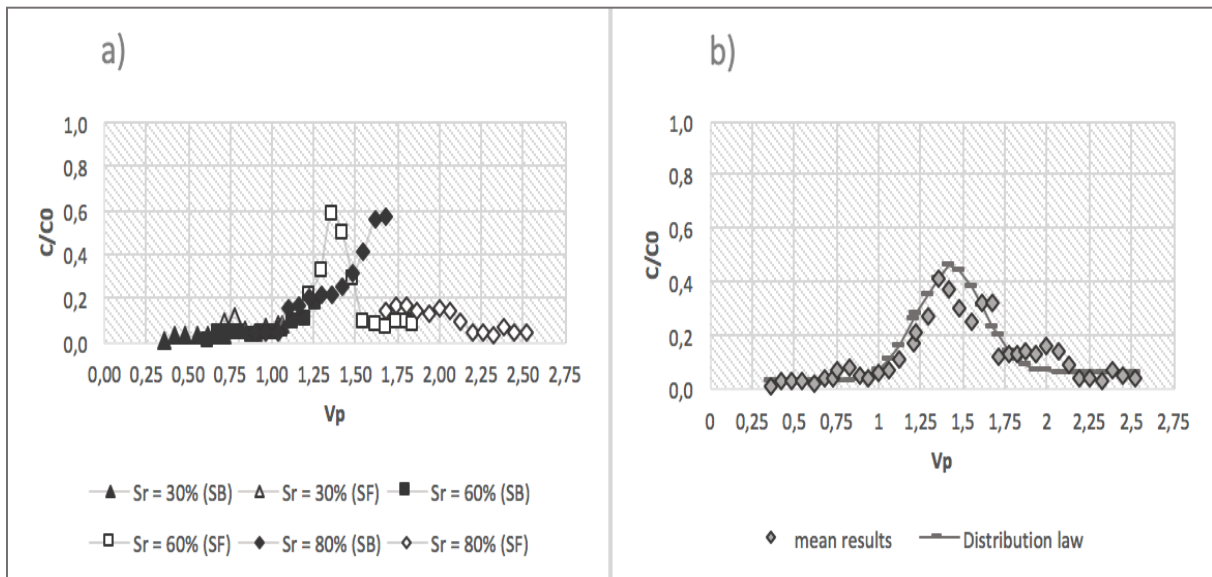 a)
1,0
0,8
0,6
0,4
0,2
0,0
c/c0
0,00 0,25 0,50 0,75 1,00 1,25 1,50 1,75 2,00 2,25 2,50 2,75
Vp
Sr = 30% (SB) Sr = 30% (SF) Sr = 60% (SB)
Sr = 60% (SF) Sr = 80% (SB) Sr = 80% (SF)
b)
1,0
0,8
0,6
0,4
0,2
0,0
c/c0
0 0,25 0,5 0,75 1 1,25 1,5 1,75 2 2,25 2,5 2,75
Vp
mean results Distribution law